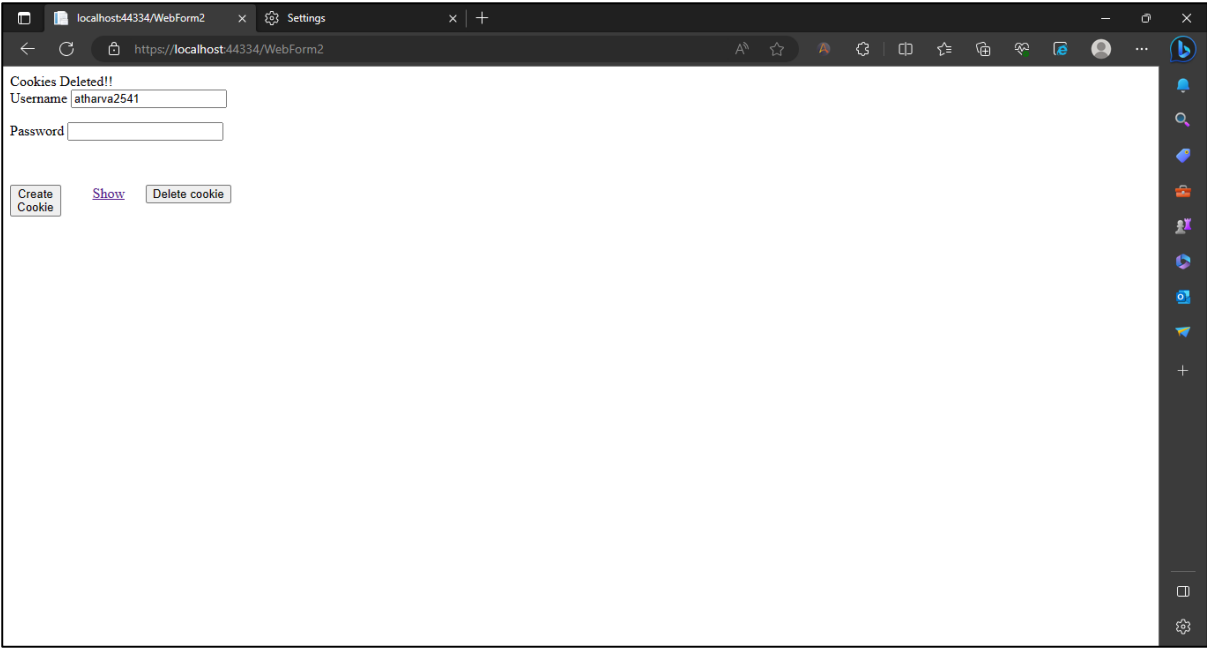 localhost:44334/WebForm2
Settings
https://localhost:44334/WebForm2
Cookies Deleted!!
Username atharva2541
Password
Create Cookie Show Delete cookie